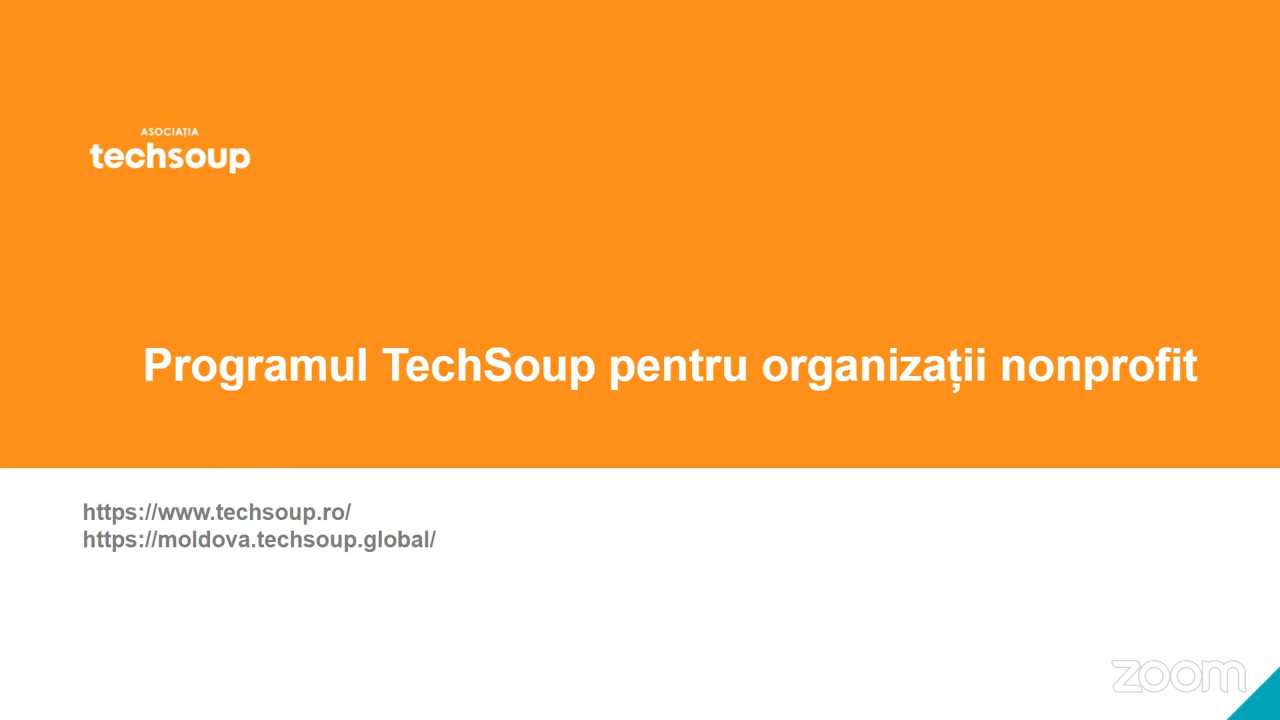 ASOCIAȚIA
techsoup
Programul TechSoup pentru organizații nonprofit
https://www.techsoup.ro/
https://moldova.techsoup.global/
zoom